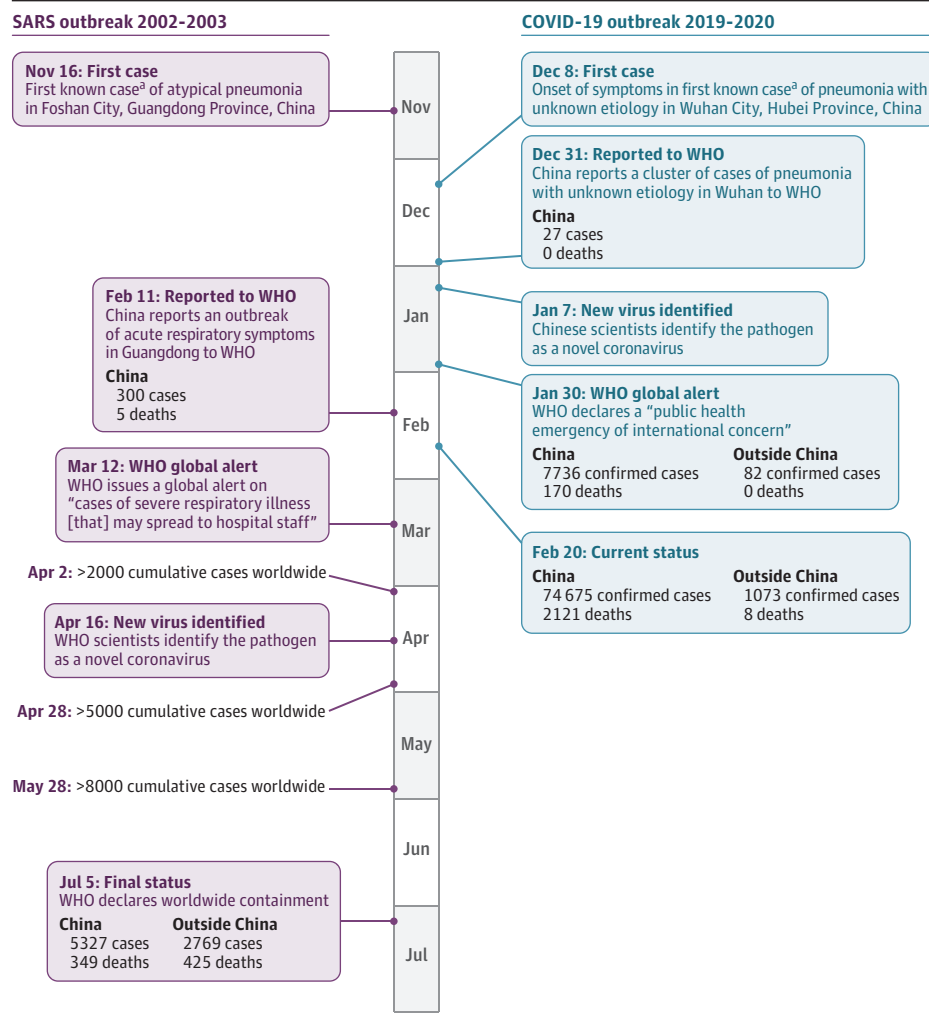 SARS outbreak 2002-2003
Nov 16: First case
First known caseᵃ of atypical pneumonia
in Foshan City, Guangdong Province, China
Feb 11: Reported to WHO
China reports an outbreak
of acute respiratory symptoms
in Guangdong to WHO
China
300 cases
5 deaths
Mar 12: WHO global alert
WHO issues a global alert on
“cases of severe respiratory illness
[that] may spread to hospital staff”
Apr 2: >2000 cumulative cases worldwide
Apr 16: New virus identified
WHO scientists identify the pathogen
as a novel coronavirus
Apr 28: >5000 cumulative cases worldwide
May 28: >8000 cumulative cases worldwide
Jul 5: Final status
WHO declares worldwide containment
China Outside China
5327 cases 2769 cases
349 deaths 425 deaths
Nov
Dec
Jan
Feb
Mar
Apr
May
Jun
Jul
COVID-19 outbreak 2019-2020
Dec 8: First case
Onset of symptoms in first known caseᵃ of pneumonia with
unknown etiology in Wuhan City, Hubei Province, China
Dec 31: Reported to WHO
China reports a cluster of cases of pneumonia
with unknown etiology in Wuhan to WHO
China
27 cases
0 deaths
Jan 7: New virus identified
Chinese scientists identify the pathogen
as a novel coronavirus
Jan 30: WHO global alert
WHO declares a “public health
emergency of international concern”
China Outside China
7736 confirmed cases 82 confirmed cases
170 deaths 0 deaths
Feb 20: Current status
China Outside China
74 675 confirmed cases 1073 confirmed cases
2121 deaths 8 deaths